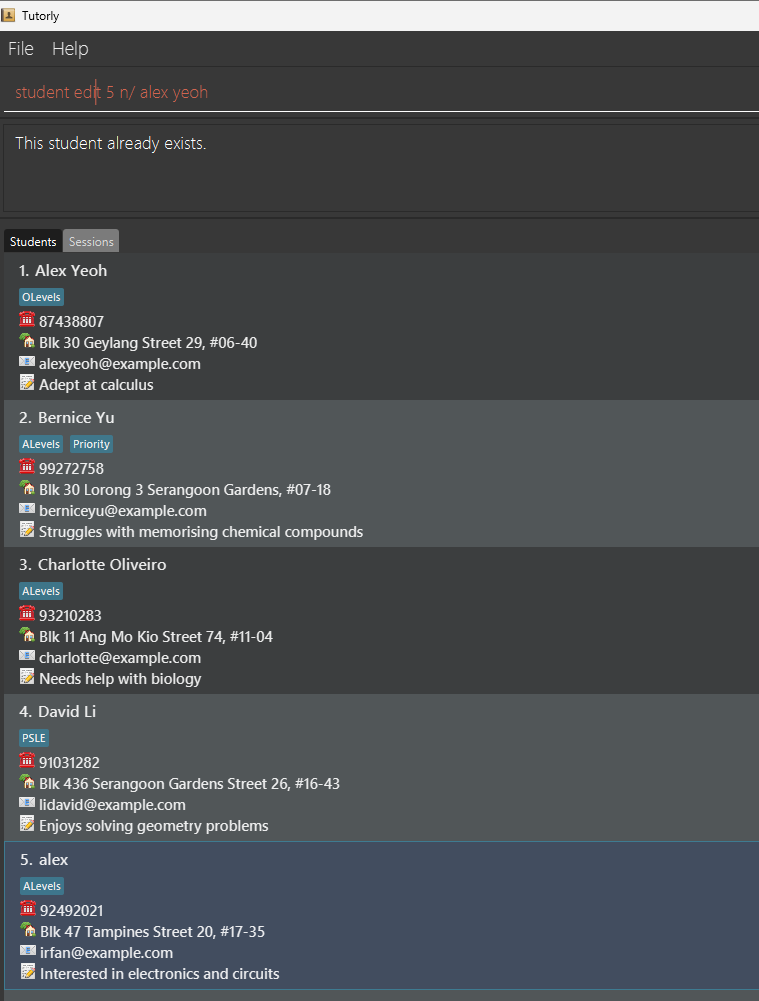 Tutorly
File Help
student edit 5 n/ alex yeoh
This student already exists.
Students Sessions
1. Alex Yeoh
OLevels
87438807
Blk 30 Geylang Street 29, #06-40
alexyeoh@example.com
Adept at calculus
2. Bernice Yu
ALevels Priority
99272758
Blk 30 Lorong 3 Serangoon Gardens, #07-18
berniceyu@example.com
Struggles with memorising chemical compounds
3. Charlotte Oliveiro
ALevels
93210283
Blk 11 Ang Mo Kio Street 74, #11-04
charlotte@example.com
Needs help with biology
4. David Li
PSLE
91031282
Blk 436 Serangoon Gardens Street 26, #16-43
lidavid@example.com
Enjoys solving geometry problems
5. alex
ALevels
92492021
Blk 47 Tampines Street 20, #17-35
irfan@example.com
Interested in electronics and circuits